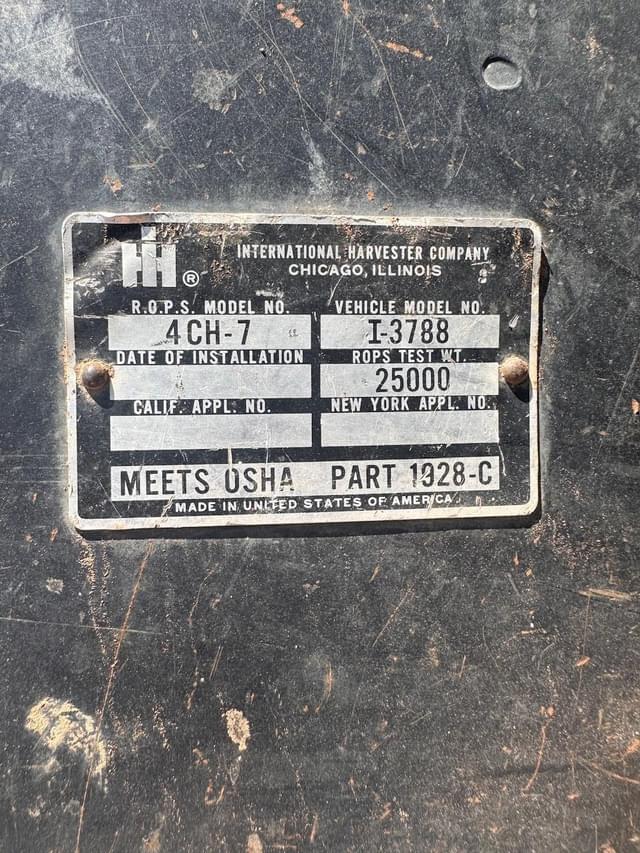 IH ®
INTERNATIONAL HARVESTER COMPANY
CHICAGO, ILLINOIS
R.O.P.S. MODEL NO. VEHICLE MODEL NO.
4CH-7 I-3788
DATE OF INSTALLATION ROPS TEST WT.
25000
CALIF. APPL. NO. NEW YORK APPL. NO.
MEETS OSHA PART 1928-C
MADE IN UNITED STATES OF AMERICA